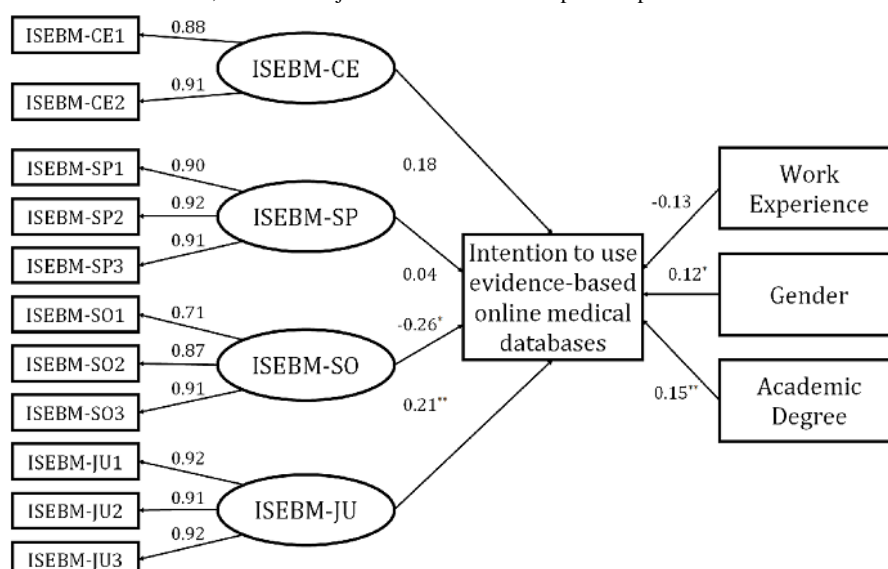 ISEBM-CE1
0.88
ISEBM-CE
ISEBM-CE2
0.91
ISEBM-SP1
0.90
ISEBM-SP2
0.92
ISEBM-SP
ISEBM-SP3
0.91
ISEBM-SO1
0.71
ISEBM-SO2
0.87
ISEBM-SO
ISEBM-SO3
0.91
ISEBM-JU1
0.92
ISEBM-JU2
0.91
ISEBM-JU
ISEBM-JU3
0.92
0.18
0.04
-0.26*
0.21**
Intention to use
evidence-based
online medical
databases
-0.13
0.12*
0.15**
Work
Experience
Gender
Academic
Degree